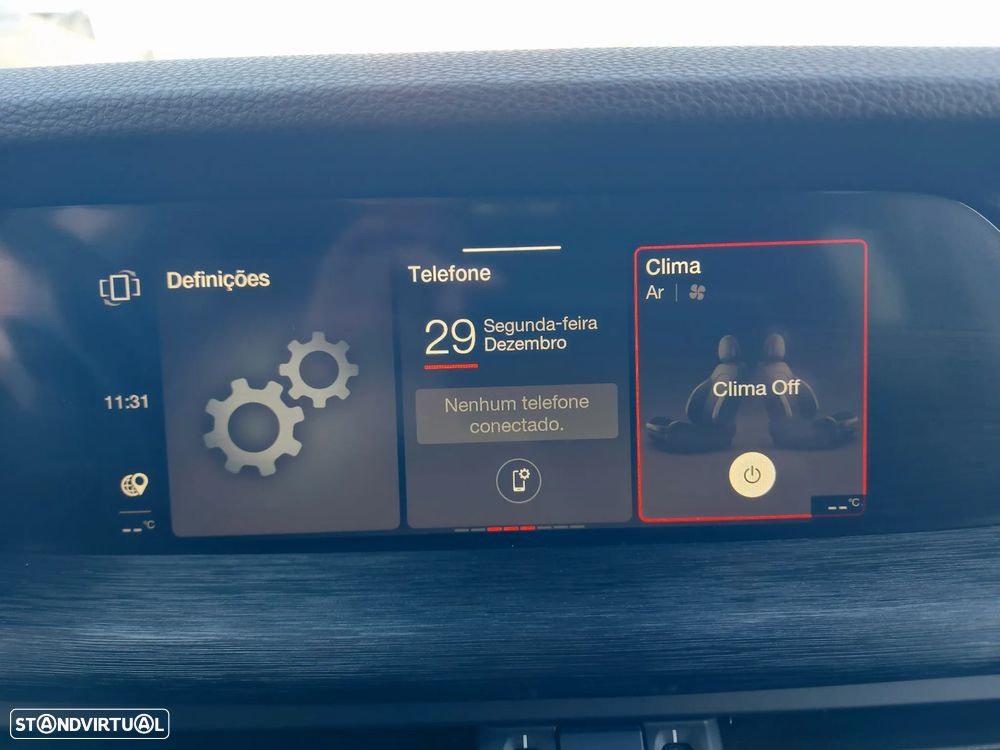 Definições
11:31
--°C
Telefone
29
Segunda-feira
Dezembro
Nenhum telefone
conectado.
Clima
Ar
Clima Off
--°C
STANDVIRTUAL